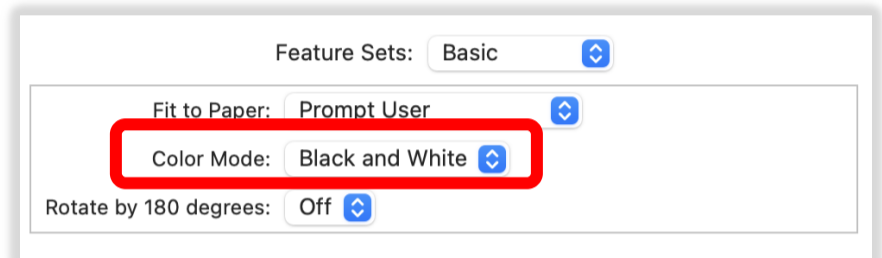 Feature Sets: Basic
Fit to Paper: Prompt User
Color Mode: Black and White
Rotate by 180 degrees: Off